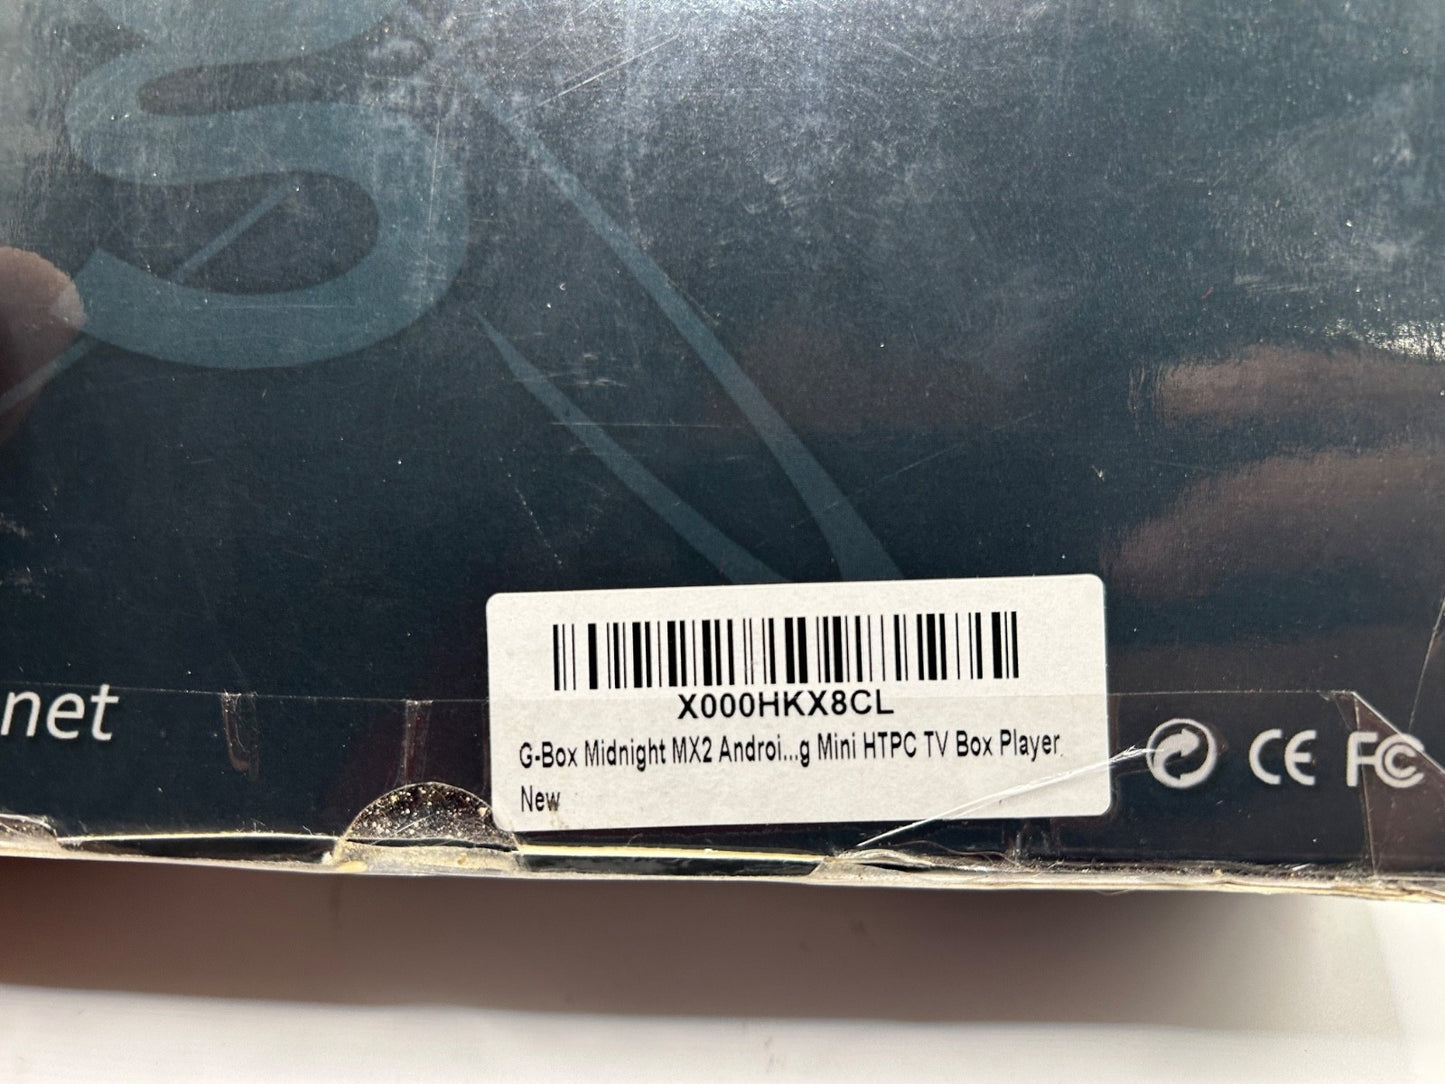 S
net
X000HKX8CL
G-Box Midnight MX2 Androi...g Mini HTPC TV Box Player
New
CE FC